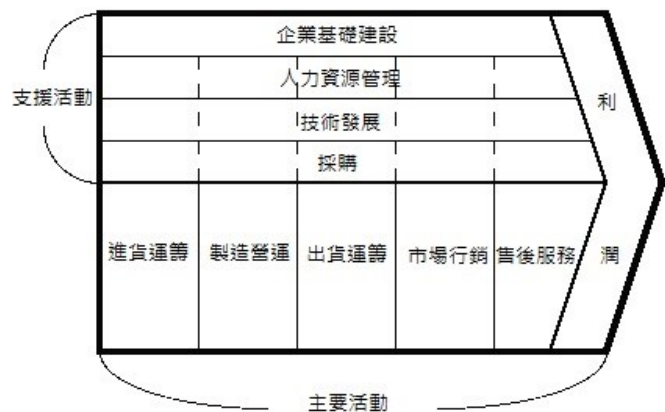 企業基礎建設
人力資源管理
支援活動
技術發展
採購
利
潤
進貨運籌
製造營運
出貨運籌
市場行銷
售後服務
主要活動